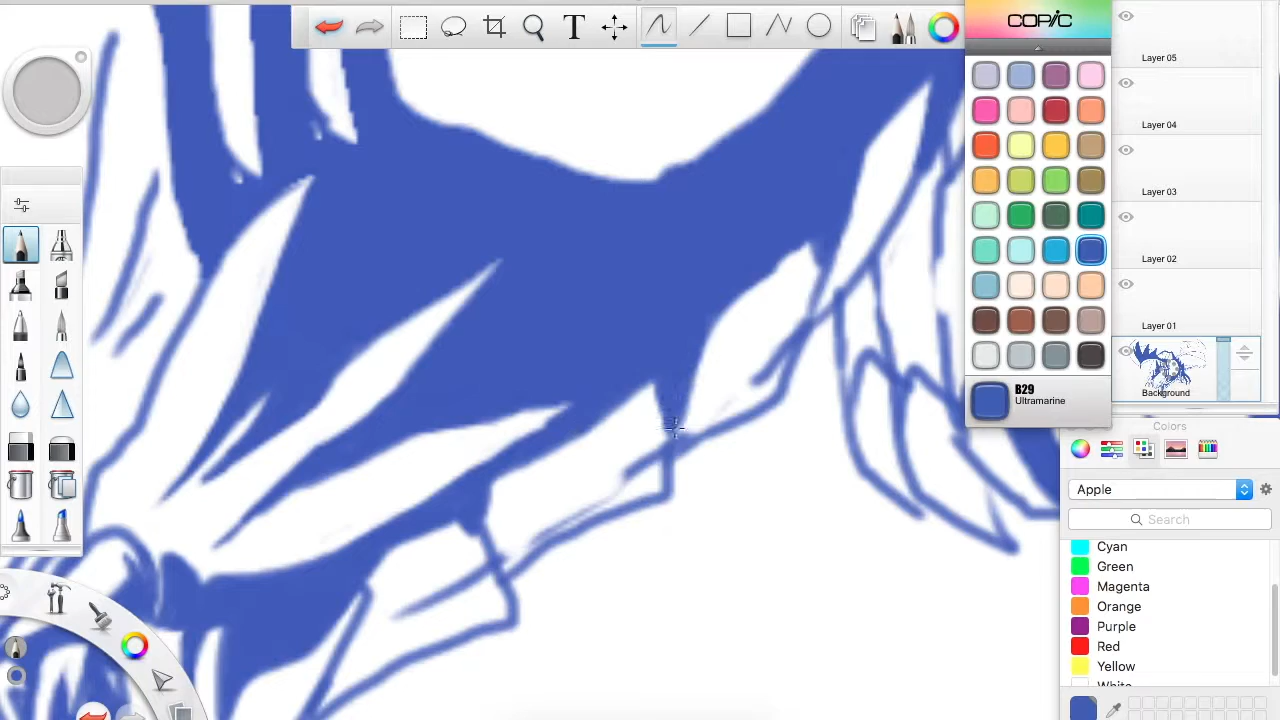 T
COPIC
Layer 05
Layer 04
Layer 03
Layer 02
Layer 01
Background
B29
Ultramarine
Colors
Apple
Search
Cyan
Green
Magenta
Orange
Purple
Red
Yellow
White